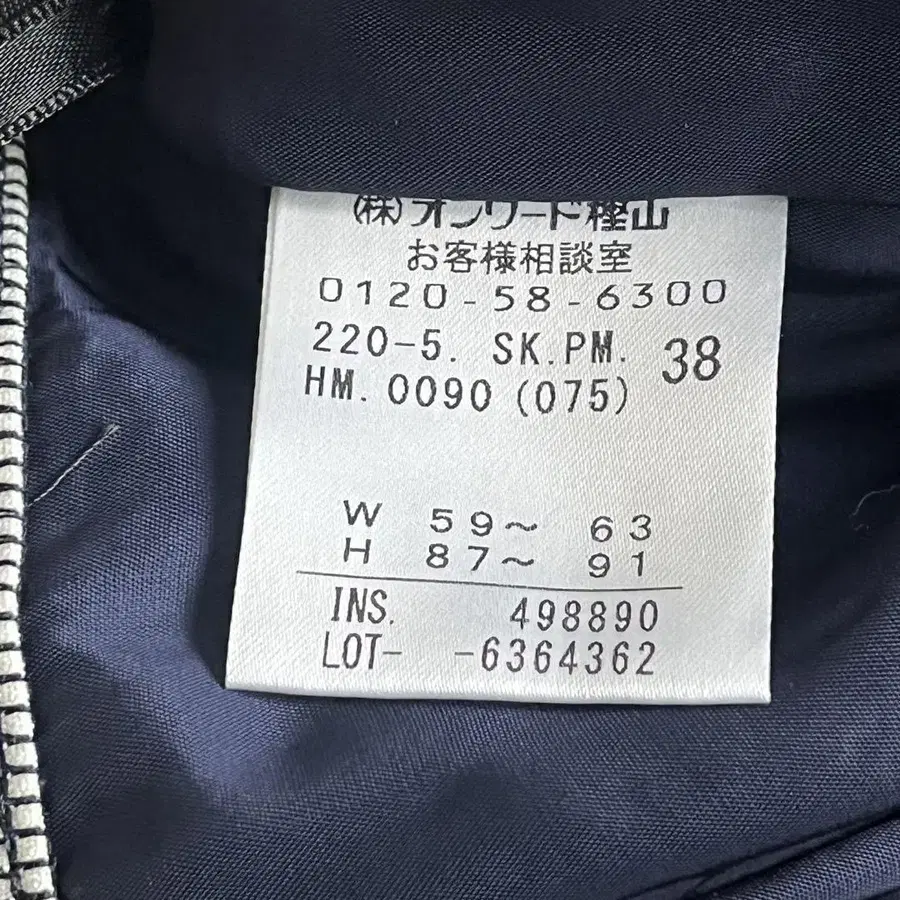 (株)オンワード樫山
お客様相談室
0120-58-6300
220-5. SK.PM. 38
HM. 0090 (075)
W 59〜 63
H 87〜 91
INS. 498890
LOT- -6364362